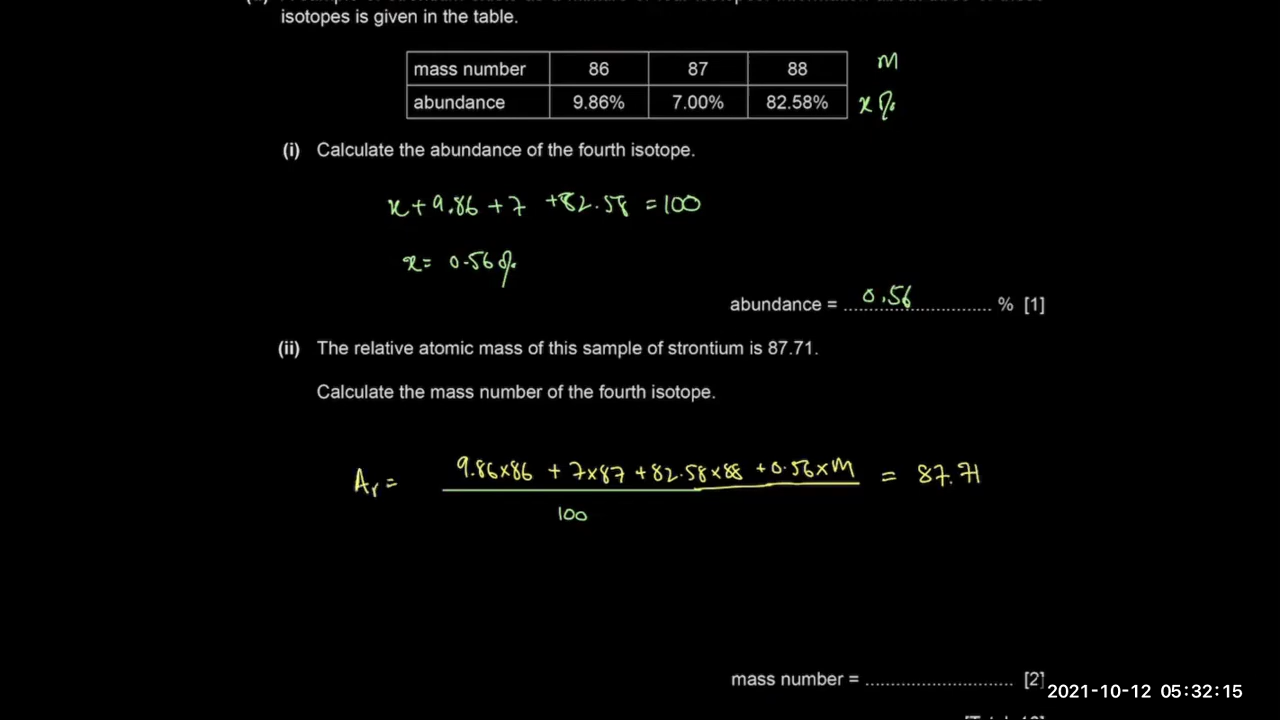 isotopes is given in the table.
mass number 86 87 88 M
abundance 9.86% 7.00% 82.58% x %
(i) Calculate the abundance of the fourth isotope.
x + 9.86 + 7 + 82.58 = 100
x = 0.56 %
abundance = 0.56 % [1]
(ii) The relative atomic mass of this sample of strontium is 87.71.
Calculate the mass number of the fourth isotope.
9.86×86 + 7×87 + 82.58×88 + 0.56×M
Ar = = 87.71
100
mass number = ............................ [2]
2021-10-12 05:32:15